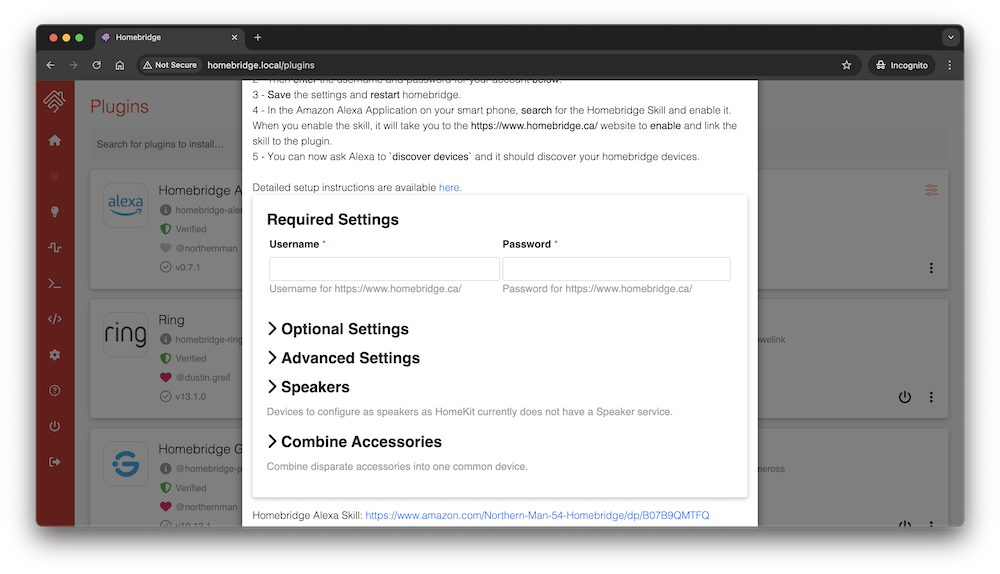 Homebridge
Not Secure
homebridge.local/plugins
Incognito
Plugins
Search for plugins to install…
2 - Then enter the username and password for your account below.
3 - Save the settings and restart homebridge.
4 - In the Amazon Alexa Application on your smart phone, search for the Homebridge Skill and enable it.
When you enable the skill, it will take you to the https://www.homebridge.ca/ website to enable and link the
skill to the plugin.
5 - You can now ask Alexa to `discover devices` and it should discover your homebridge devices.
Detailed setup instructions are available here.
Required Settings
Username *
Password *
Username for https://www.homebridge.ca/
Password for https://www.homebridge.ca/
Optional Settings
Advanced Settings
Speakers
Devices to configure as speakers as HomeKit currently does not have a Speaker service.
Combine Accessories
Combine disparate accessories into one common device.
Homebridge Alexa Skill: https://www.amazon.com/Northern-Man-54-Homebridge/dp/B07B9QMTFQ
alexa
Homebridge A
homebridge-ale
Verified
@northernman
v0.7.1
ring
Ring
homebridge-ring
Verified
@dustin.greif
v13.1.0
ewelink
Homebridge G
@homebridge-p
Verified
@northernman
meross